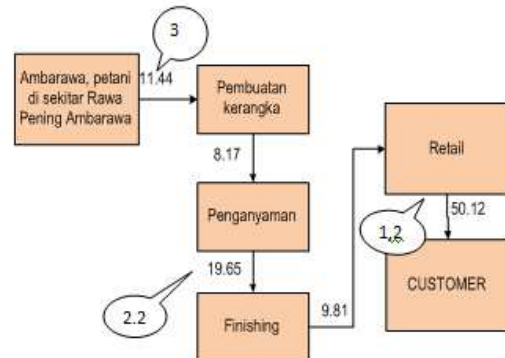 3
Ambarawa, petani
di sekitar Rawa
Pening Ambarawa
11.44
Pembuatan
kerangka
8.17
Penganyaman
19.65
2.2
Finishing
9.81
Retail
50.12
1,2
CUSTOMER